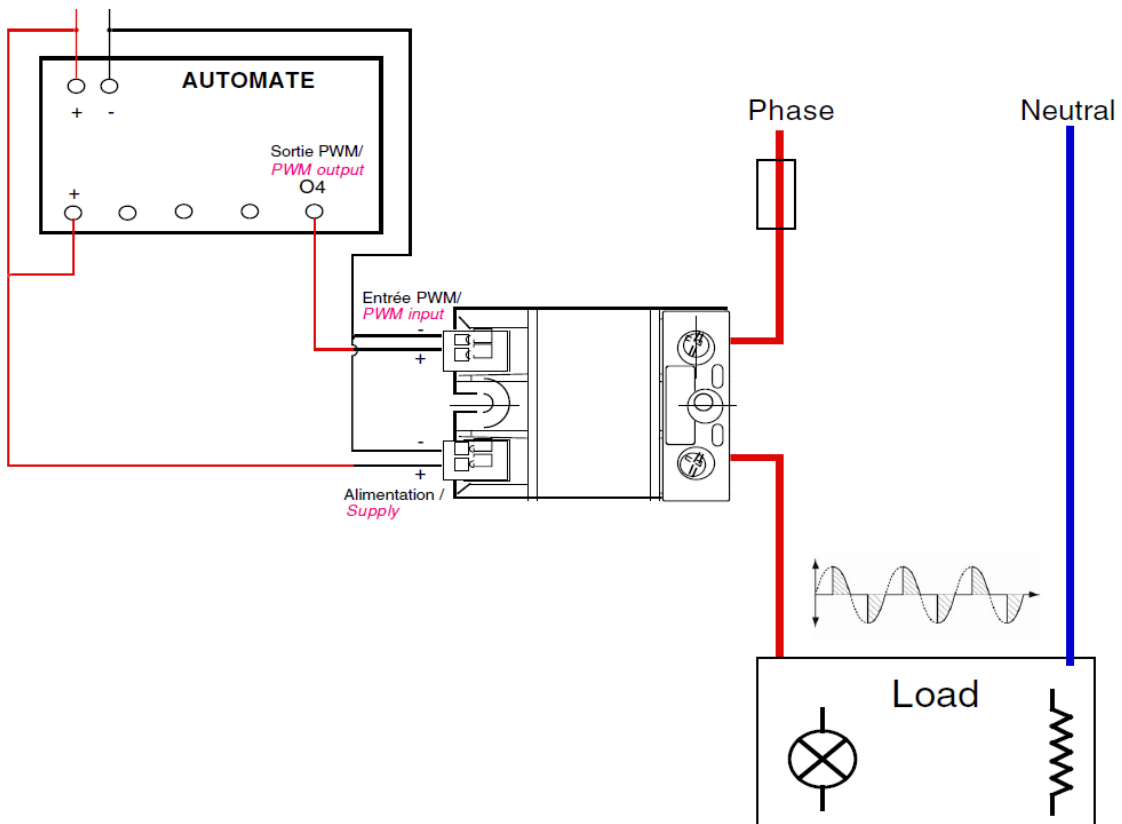 AUTOMATE
+ -
Sortie PWM/
PWM output
+
O4
Phase
Neutral
Entrée PWM/
PWM input
-
+
-
+
Alimentation /
Supply
Load